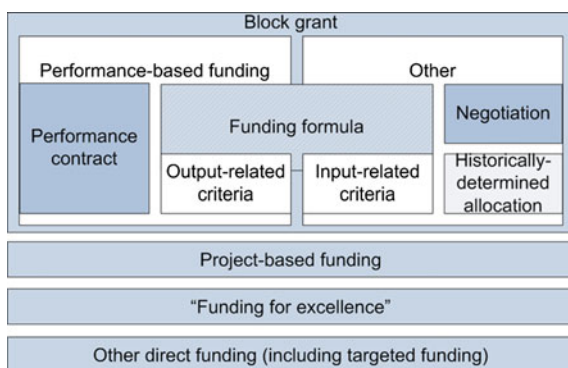 Block grant
Performance-based funding
Other
Performance
contract
Funding formula
Output-related
criteria
Input-related
criteria
Negotiation
Historically-
determined
allocation
Project-based funding
“Funding for excellence”
Other direct funding (including targeted funding)